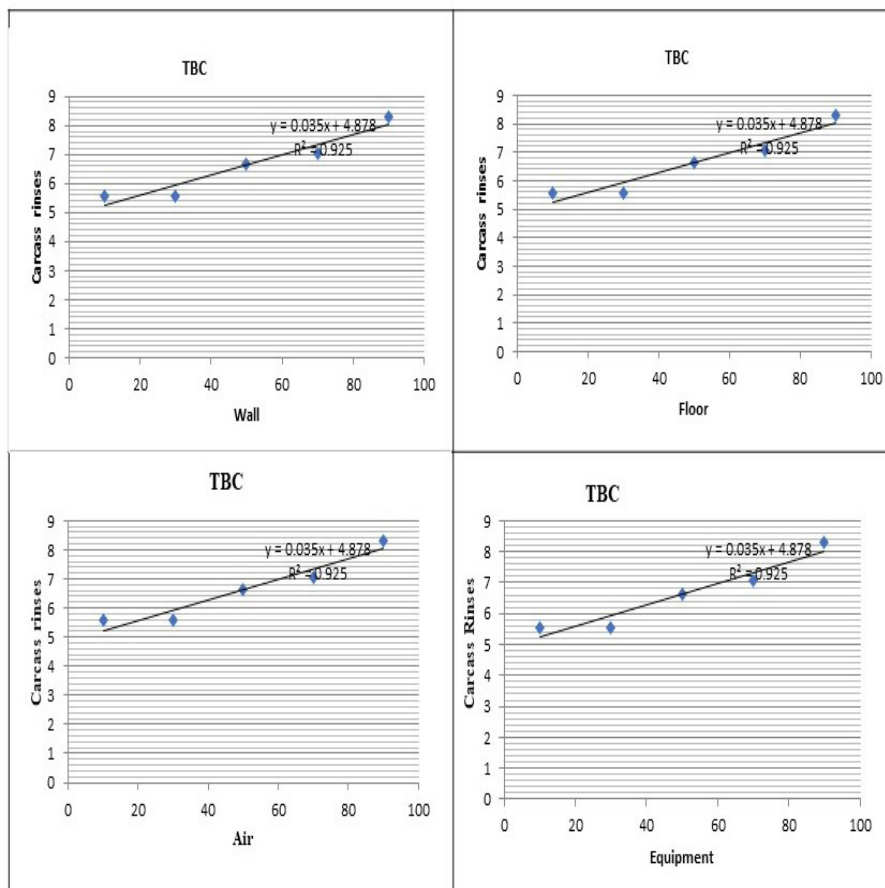 TBC
9
8
7
6
5
4
3
2
1
0
y = 0.035x + 4.878
R² = 0.925
Carcass rinses
0 20 40 60 80 100
Wall
TBC
9
8
7
6
5
4
3
2
1
0
y = 0.035x + 4.878
R² = 0.925
Carcass rinses
0 20 40 60 80 100
Floor
TBC
9
8
7
6
5
4
3
2
1
0
y = 0.035x + 4.878
R² = 0.925
Carcass rinses
0 20 40 60 80 100
Air
TBC
9
8
7
6
5
4
3
2
1
0
y = 0.035x + 4.878
R² = 0.925
Carcass Rinses
0 20 40 60 80 100
Equipment